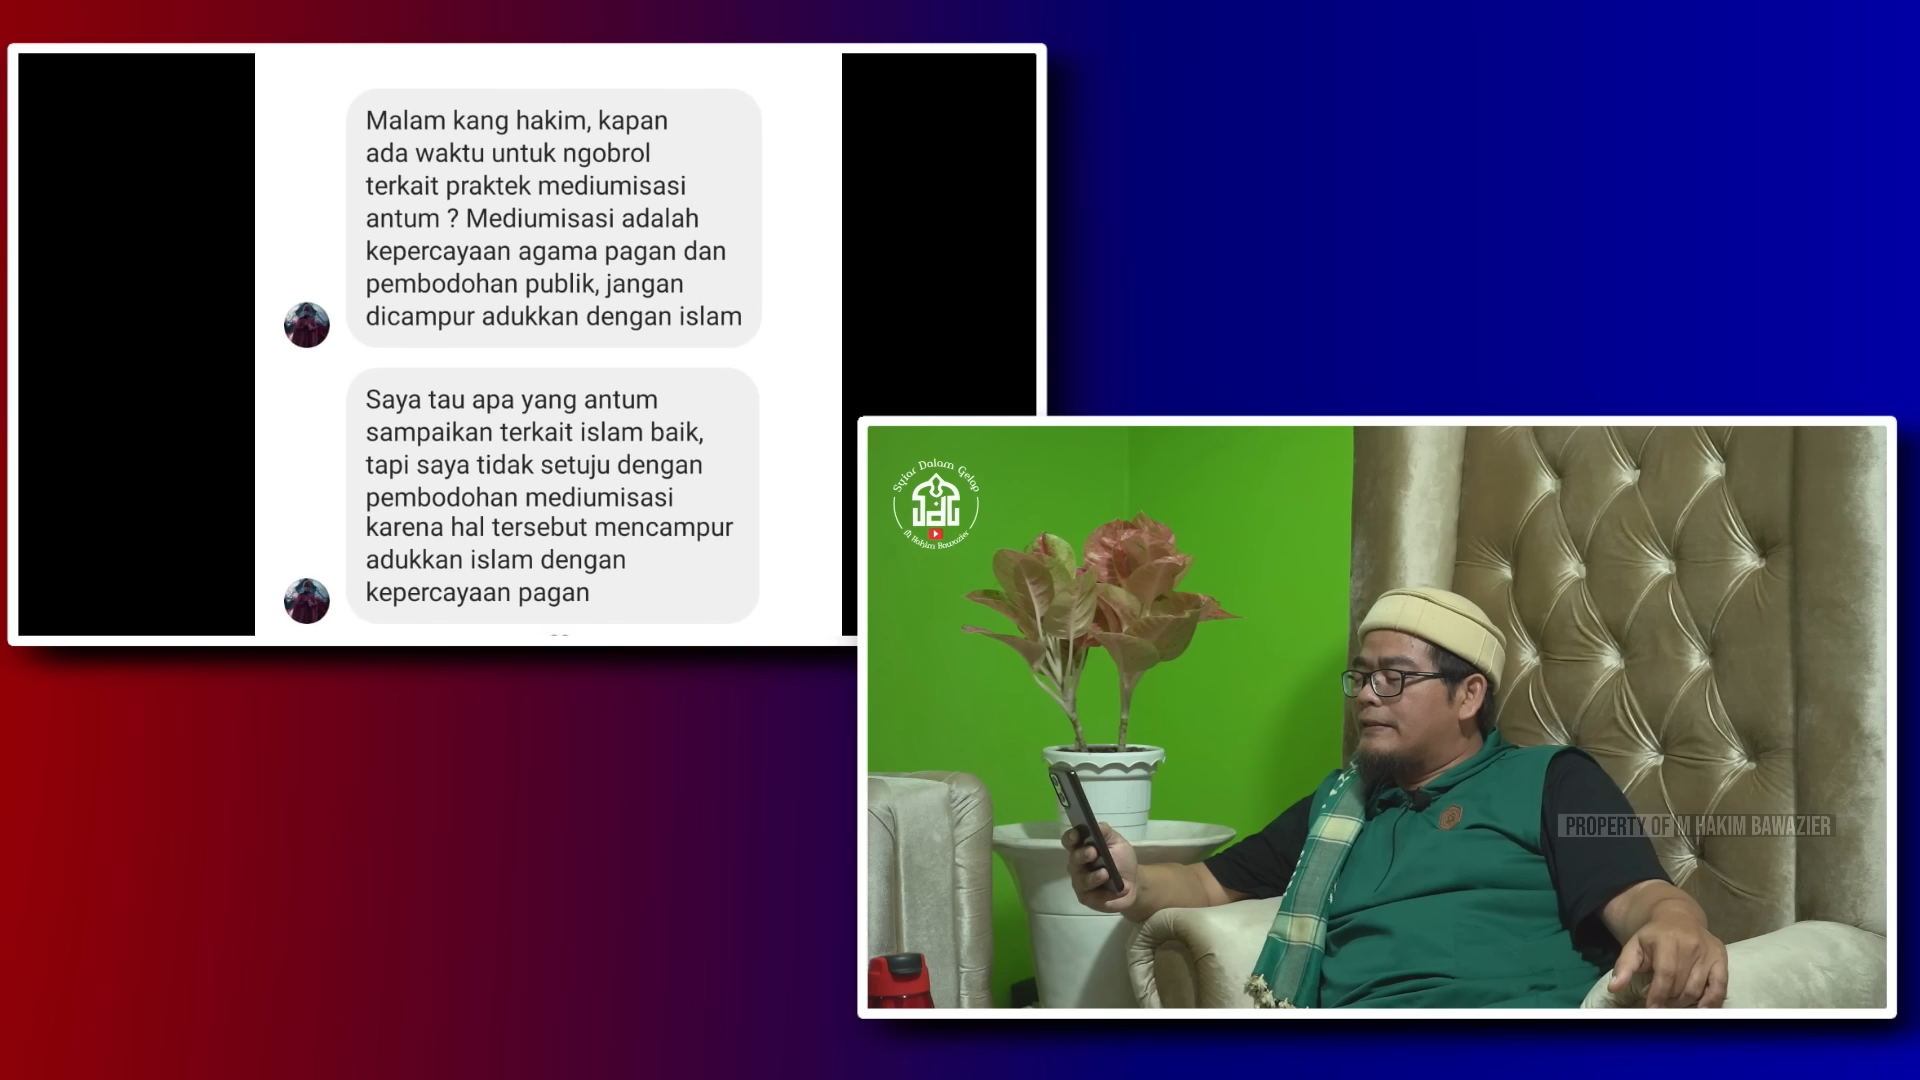 Malam kang hakim, kapan
ada waktu untuk ngobrol
terkait praktek mediumisasi
antum ? Mediumisasi adalah
kepercayaan agama pagan dan
pembodohan publik, jangan
dicampur adukkan dengan islam
Saya tau apa yang antum
sampaikan terkait islam baik,
tapi saya tidak setuju dengan
pembodohan mediumisasi
karena hal tersebut mencampur
adukkan islam dengan
kepercayaan pagan
Syiar Dalam Gelap
M Hakim Bawazier
PROPERTY OF M HAKIM BAWAZIER